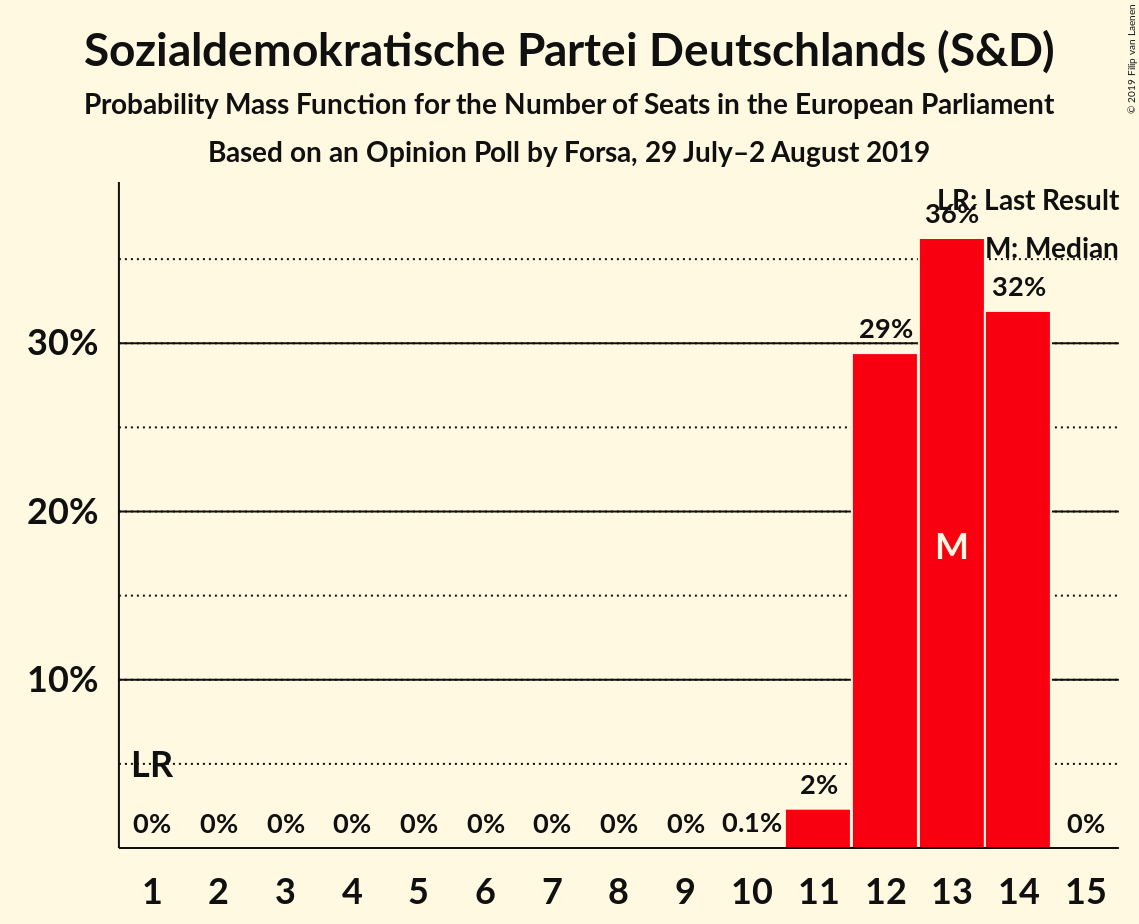 Sozialdemokratische Partei Deutschlands (S&D)
Probability Mass Function for the Number of Seats in the European Parliament
Based on an Opinion Poll by Forsa, 29 July–2 August 2019
© 2019 Filip van Laenen
LR: Last Result
M: Median
36%
32%
29%
30%
20%
M
10%
LR
2%
0% 0% 0% 0% 0% 0% 0% 0% 0% 0.1% 0%
1 2 3 4 5 6 7 8 9 10 11 12 13 14 15